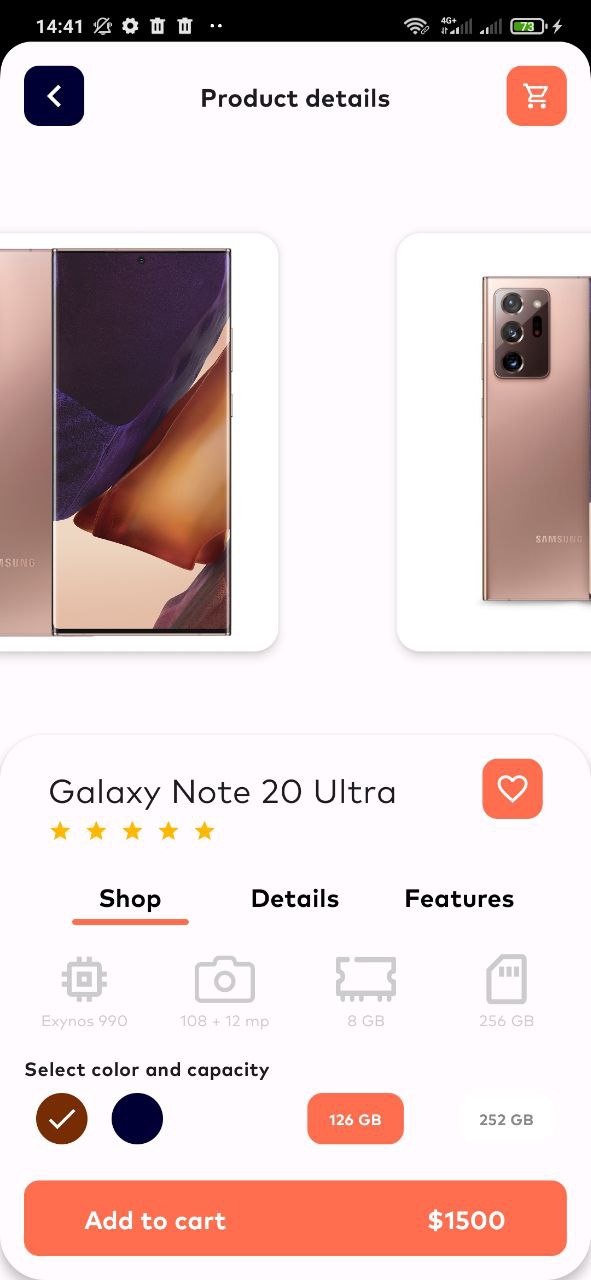 14:41 4G+ 73
Product details
SAMSUNG
SAMSUNG
Galaxy Note 20 Ultra
Shop Details Features
Exynos 990 108 + 12 mp 8 GB 256 GB
Select color and capacity
126 GB 252 GB
Add to cart $1500